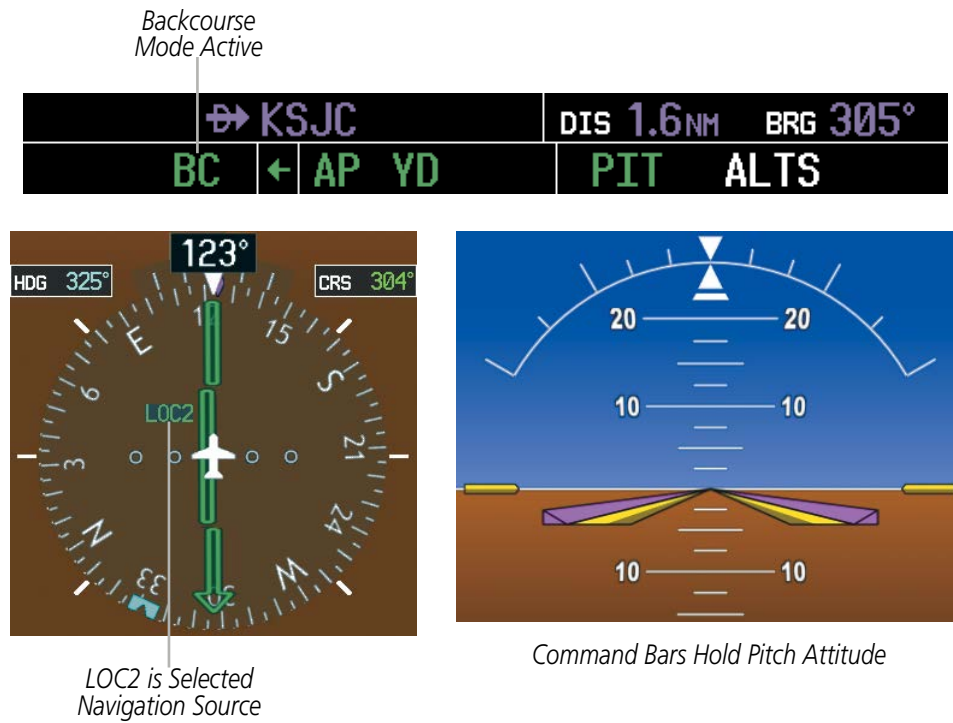 Backcourse
Mode Active
KSJC DIS 1.6NM BRG 305°
BC ← AP YD PIT ALTS
123°
HDG 325° CRS 304°
12 15
E S
6 21
LOC2
3 24
N W
33 30
20 20
10 10
10 10
LOC2 is Selected
Navigation Source
Command Bars Hold Pitch Attitude